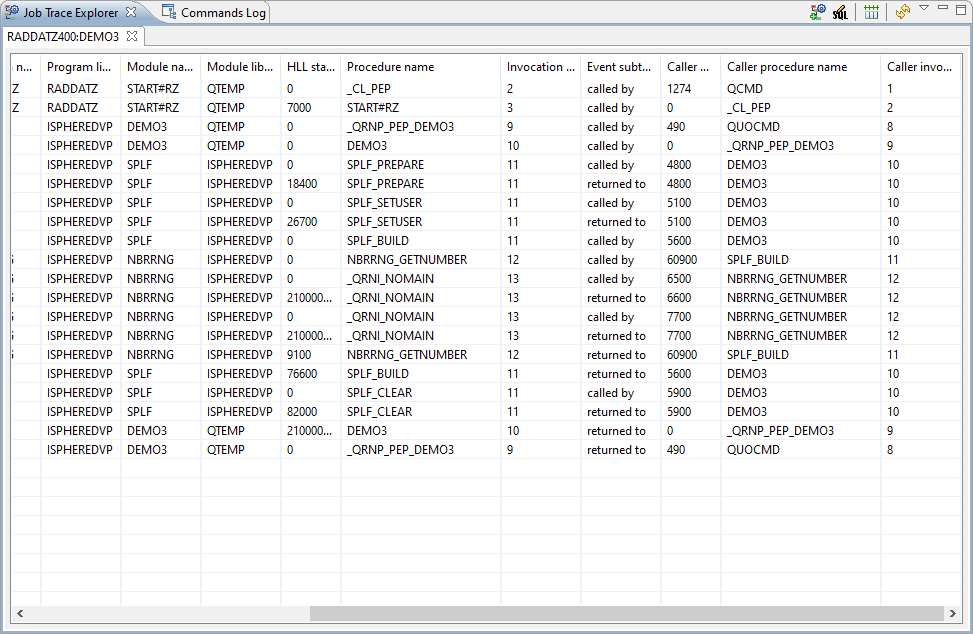 Job Trace Explorer Commands Log SQL
RADDATZ400:DEMO3
n... Program li... Module na... Module lib... HLL sta... Procedure name Invocation ... Event subt... Caller ... Caller procedure name Caller invo...
Z RADDATZ START#RZ QTEMP 0 _CL_PEP 2 called by 1274 QCMD 1
Z RADDATZ START#RZ QTEMP 7000 START#RZ 3 called by 0 _CL_PEP 2
ISPHEREDVP DEMO3 QTEMP 0 _QRNP_PEP_DEMO3 9 called by 490 QUOCMD 8
ISPHEREDVP DEMO3 QTEMP 0 DEMO3 10 called by 0 _QRNP_PEP_DEMO3 9
ISPHEREDVP SPLF ISPHEREDVP 0 SPLF_PREPARE 11 called by 4800 DEMO3 10
ISPHEREDVP SPLF ISPHEREDVP 18400 SPLF_PREPARE 11 returned to 4800 DEMO3 10
ISPHEREDVP SPLF ISPHEREDVP 0 SPLF_SETUSER 11 called by 5100 DEMO3 10
ISPHEREDVP SPLF ISPHEREDVP 26700 SPLF_SETUSER 11 returned to 5100 DEMO3 10
ISPHEREDVP SPLF ISPHEREDVP 0 SPLF_BUILD 11 called by 5600 DEMO3 10
ISPHEREDVP NBRRNG ISPHEREDVP 0 NBRRNG_GETNUMBER 12 called by 60900 SPLF_BUILD 11
ISPHEREDVP NBRRNG ISPHEREDVP 0 _QRNI_NOMAIN 13 called by 6500 NBRRNG_GETNUMBER 12
ISPHEREDVP NBRRNG ISPHEREDVP 210000... _QRNI_NOMAIN 13 returned to 6600 NBRRNG_GETNUMBER 12
ISPHEREDVP NBRRNG ISPHEREDVP 0 _QRNI_NOMAIN 13 called by 7700 NBRRNG_GETNUMBER 12
ISPHEREDVP NBRRNG ISPHEREDVP 210000... _QRNI_NOMAIN 13 returned to 7700 NBRRNG_GETNUMBER 12
ISPHEREDVP NBRRNG ISPHEREDVP 9100 NBRRNG_GETNUMBER 12 returned to 60900 SPLF_BUILD 11
ISPHEREDVP SPLF ISPHEREDVP 76600 SPLF_BUILD 11 returned to 5600 DEMO3 10
ISPHEREDVP SPLF ISPHEREDVP 0 SPLF_CLEAR 11 called by 5900 DEMO3 10
ISPHEREDVP SPLF ISPHEREDVP 82000 SPLF_CLEAR 11 returned to 5900 DEMO3 10
ISPHEREDVP DEMO3 QTEMP 210000... DEMO3 10 returned to 0 _QRNP_PEP_DEMO3 9
ISPHEREDVP DEMO3 QTEMP 0 _QRNP_PEP_DEMO3 9 returned to 490 QUOCMD 8